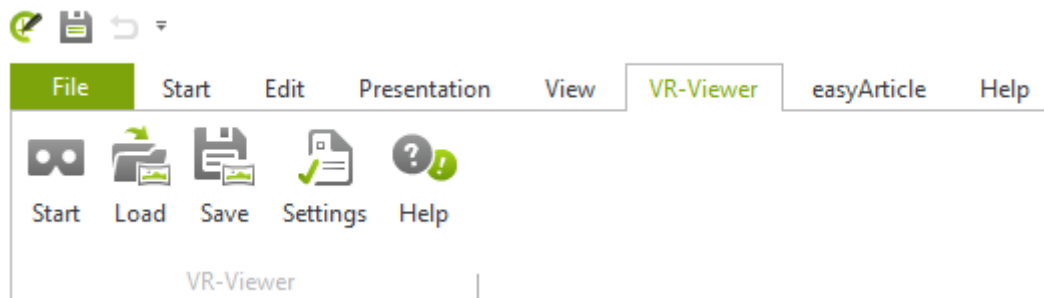 File Start Edit Presentation View VR-Viewer easyArticle Help
Start Load Save Settings Help
VR-Viewer